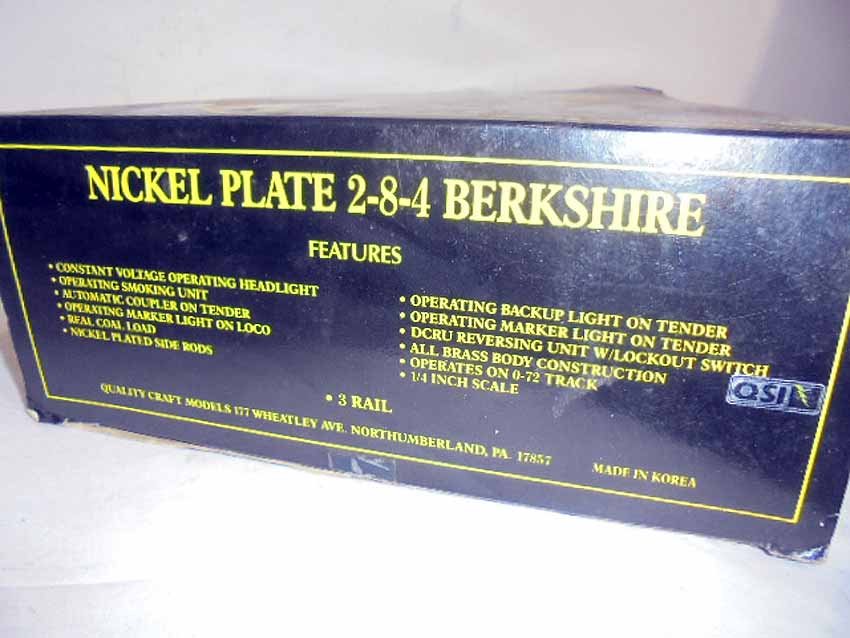 NICKEL PLATE 2-8-4 BERKSHIRE
FEATURES
• CONSTANT VOLTAGE OPERATING HEADLIGHT
• OPERATING SMOKING UNIT
• AUTOMATIC COUPLER ON TENDER
• OPERATING MARKER LIGHT ON LOCO
• REAL COAL LOAD
• NICKEL PLATED SIDE RODS
• OPERATING BACKUP LIGHT ON TENDER
• OPERATING MARKER LIGHT ON TENDER
• DCRU REVERSING UNIT W/LOCKOUT SWITCH
• ALL BRASS BODY CONSTRUCTION
• OPERATES ON 0-72 TRACK
• 1/4 INCH SCALE
• 3 RAIL
QSI
QUALITY CRAFT MODELS 177 WHEATLEY AVE. NORTHUMBERLAND, PA. 17857
MADE IN KOREA